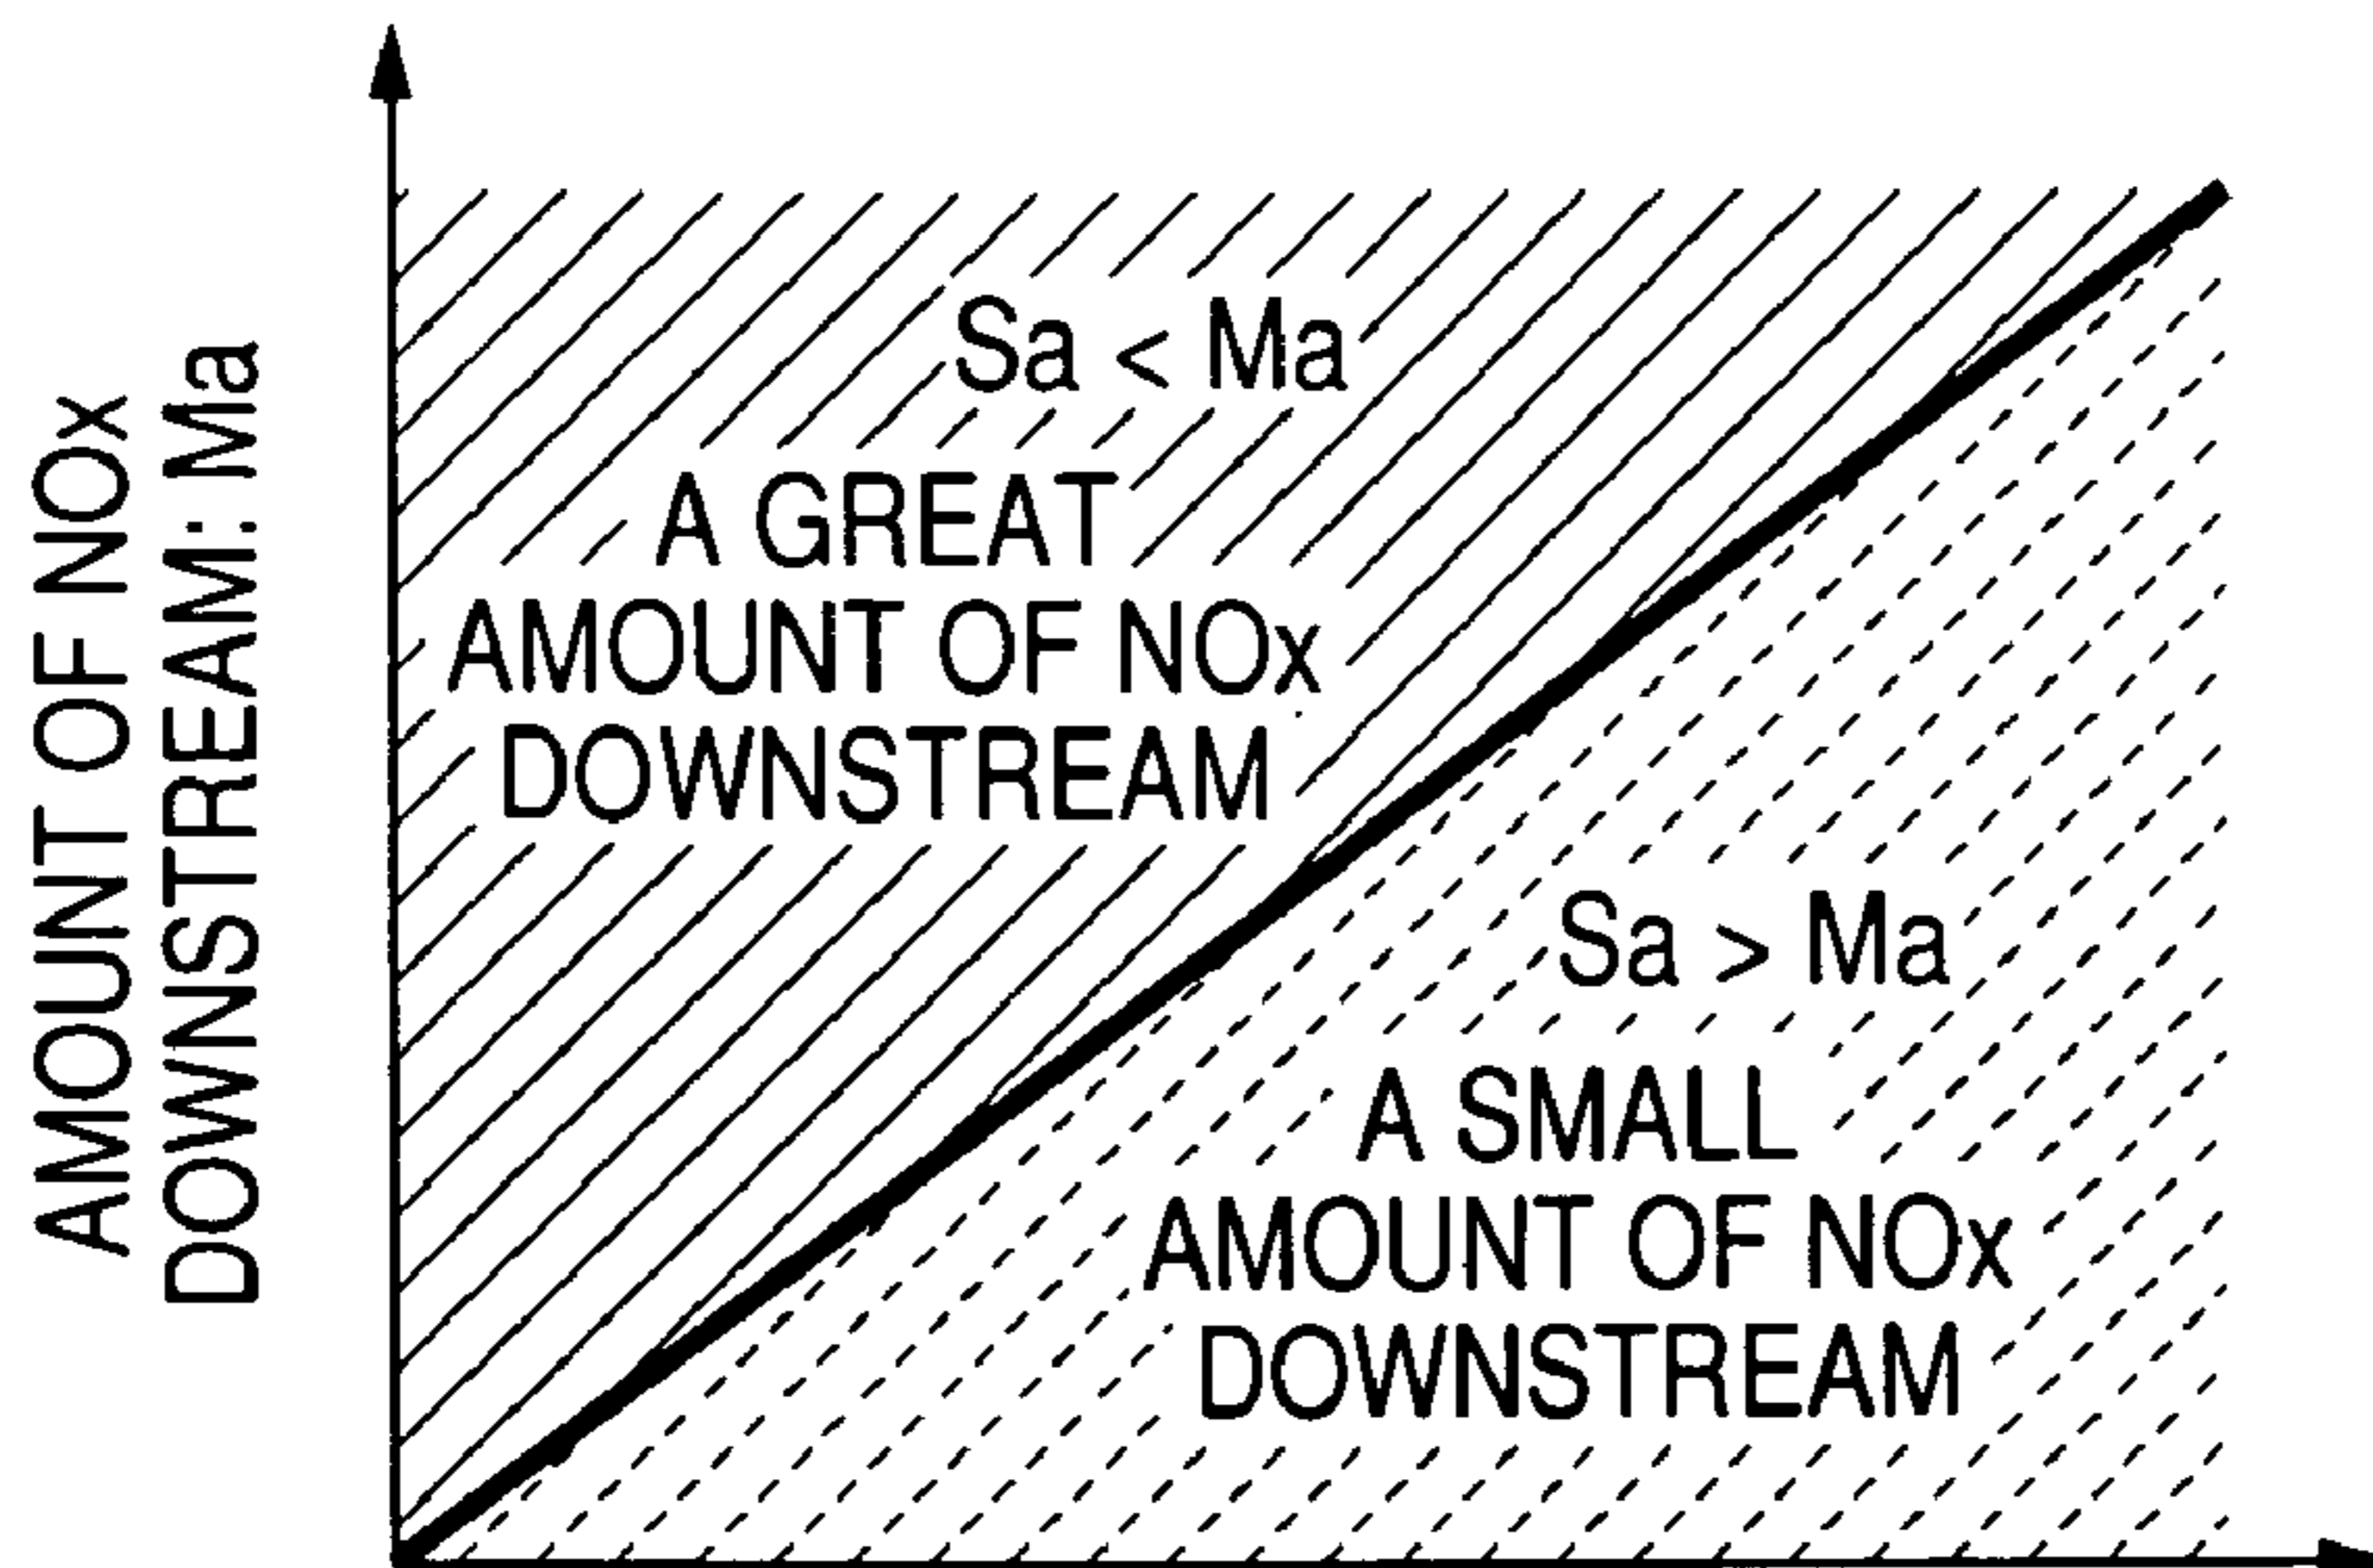 AMOUNT OF NOX
DOWNSTREAM: Ma
Sa < Ma
A GREAT
AMOUNT OF NOx
DOWNSTREAM
Sa > Ma
A SMALL
AMOUNT OF NOx
DOWNSTREAM